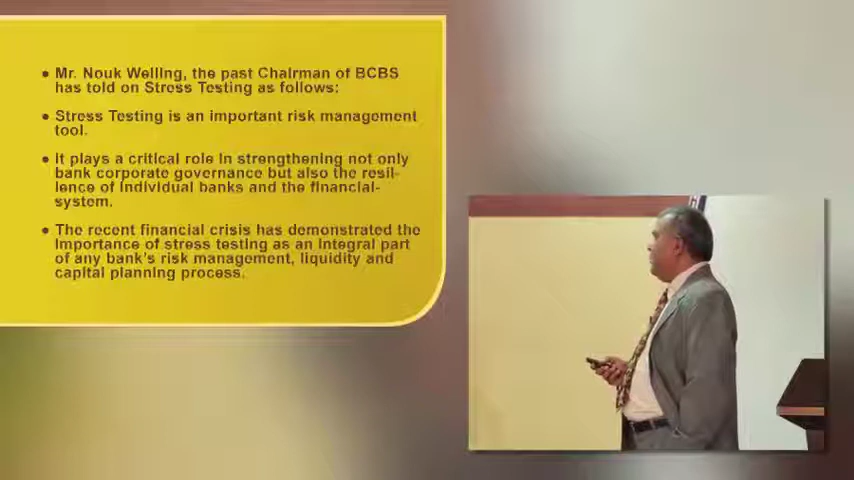 • Mr. Nouk Welling, the past Chairman of BCBS
has told on Stress Testing as follows:
• Stress Testing is an important risk management
tool.
• It plays a critical role in strengthening not only
bank corporate governance but also the resil-
ience of individual banks and the financial-
system.
• The recent financial crisis has demonstrated the
importance of stress testing as an integral part
of any bank's risk management, liquidity and
capital planning process.